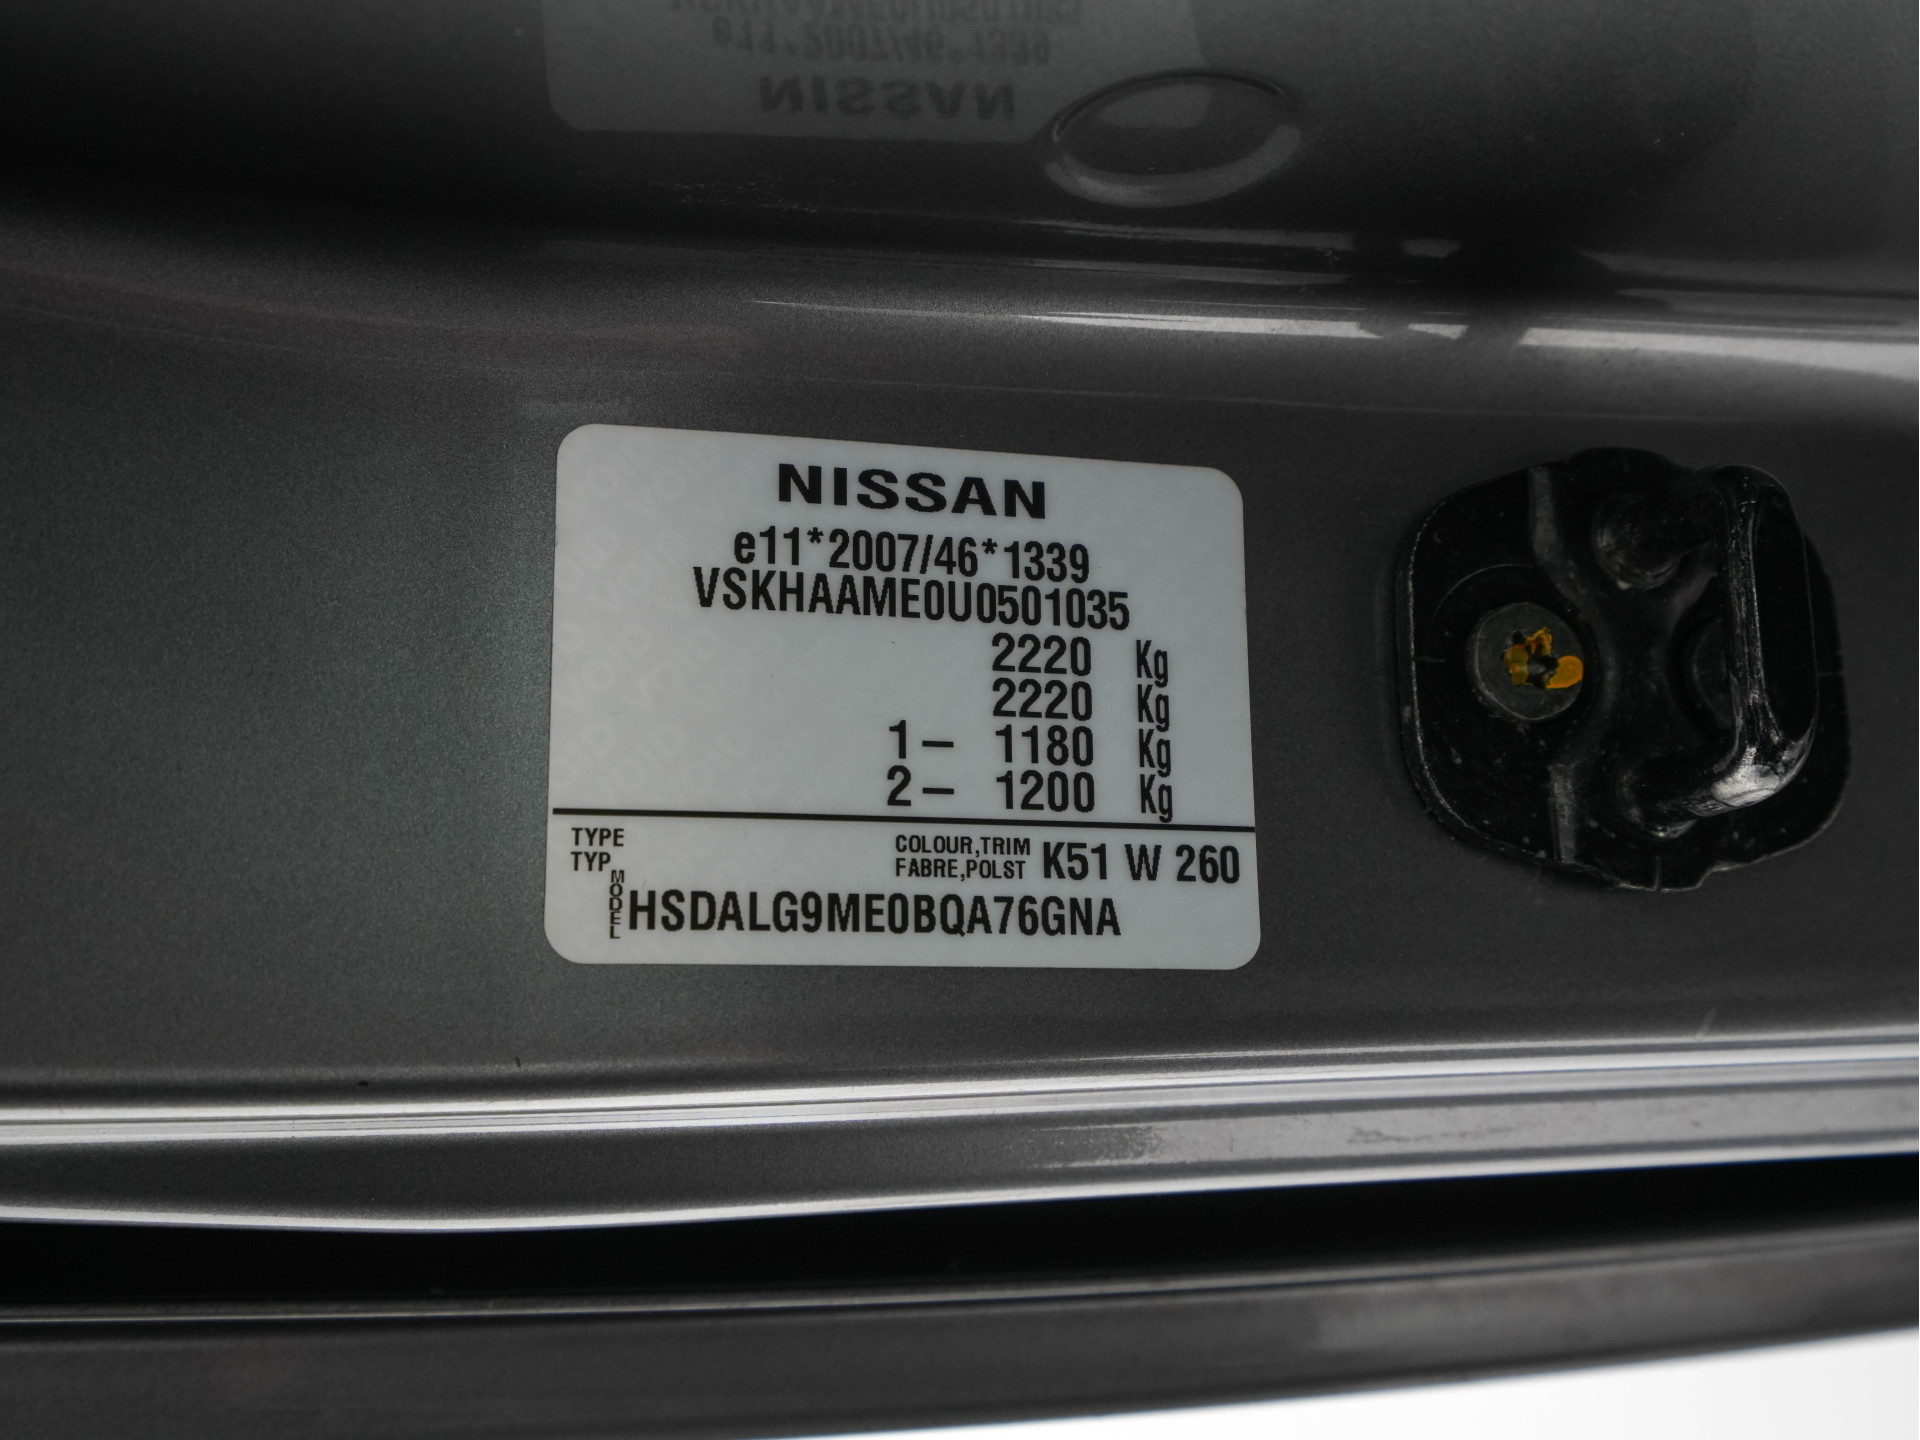 NISSAN
e11*2007/46*1339
VSKHAAME0U0501035
2220 Kg
2220 Kg
1- 1180 Kg
2- 1200 Kg
TYPE
TYP
COLOUR,TRIM
FABRE,POLST
K51 W 260
MODEL HSDALG9ME0BQA76GNA